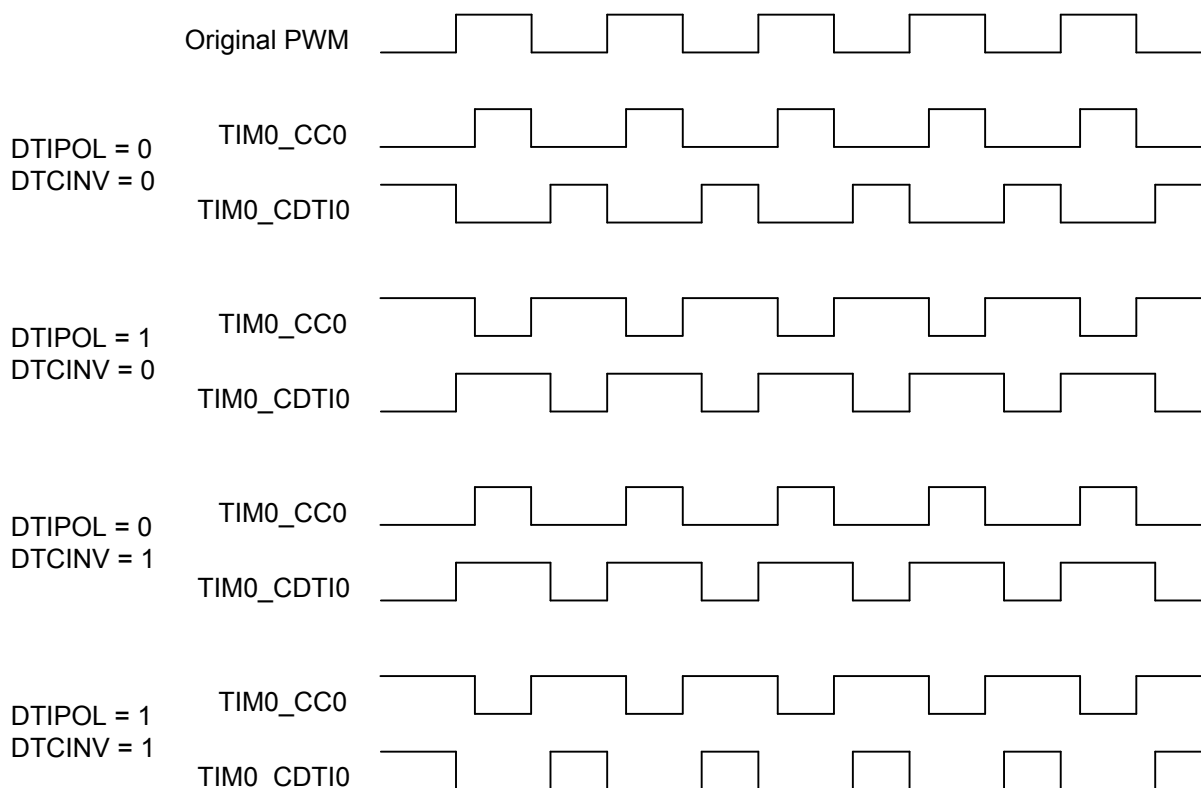 Original PWM
DTIPOL = 0
DTCINV = 0
TIM0_CC0
TIM0_CDTI0
DTIPOL = 1
DTCINV = 0
TIM0_CC0
TIM0_CDTI0
DTIPOL = 0
DTCINV = 1
TIM0_CC0
TIM0_CDTI0
DTIPOL = 1
DTCINV = 1
TIM0_CC0
TIM0_CDTI0